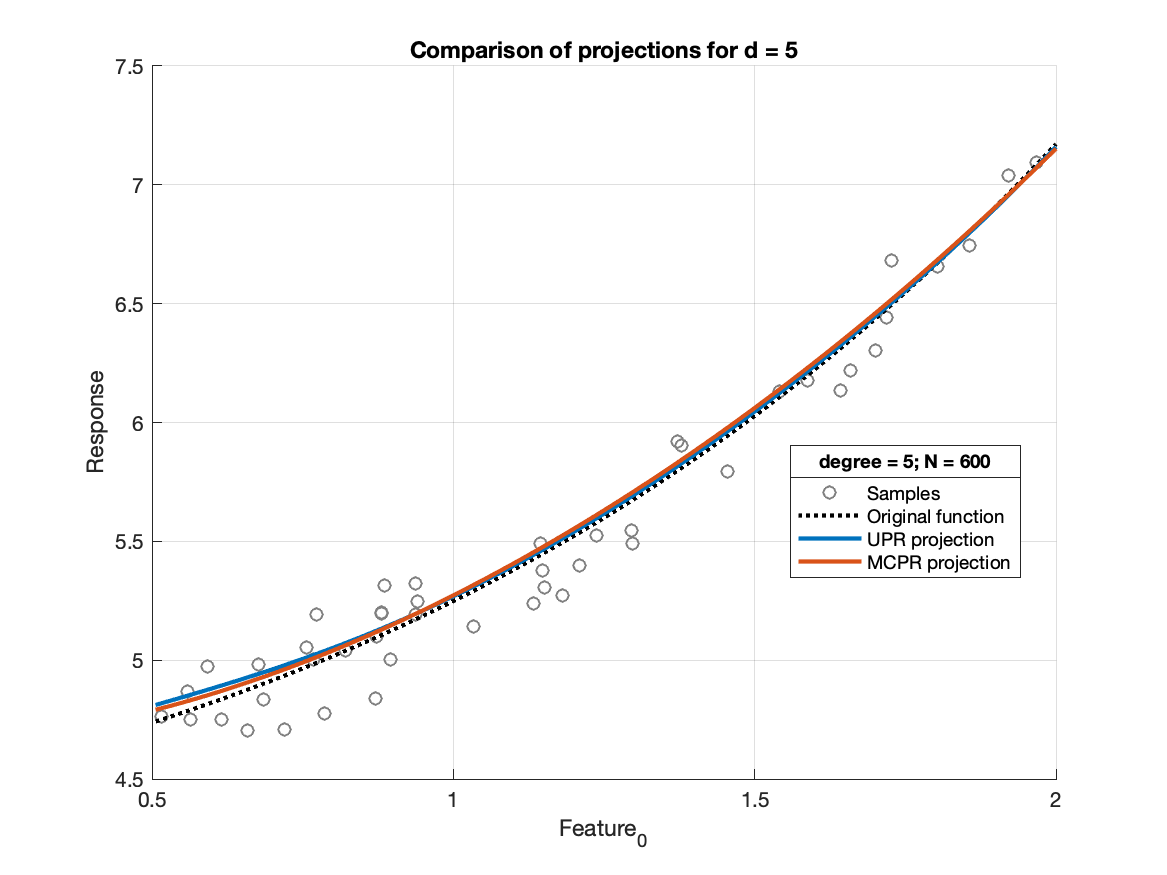 Comparison of projections for d = 5
7.5
7
6.5
6
5.5
5
4.5
Response
0.5
1
1.5
2
Feature0
degree = 5; N = 600
Samples
Original function
UPR projection
MCPR projection